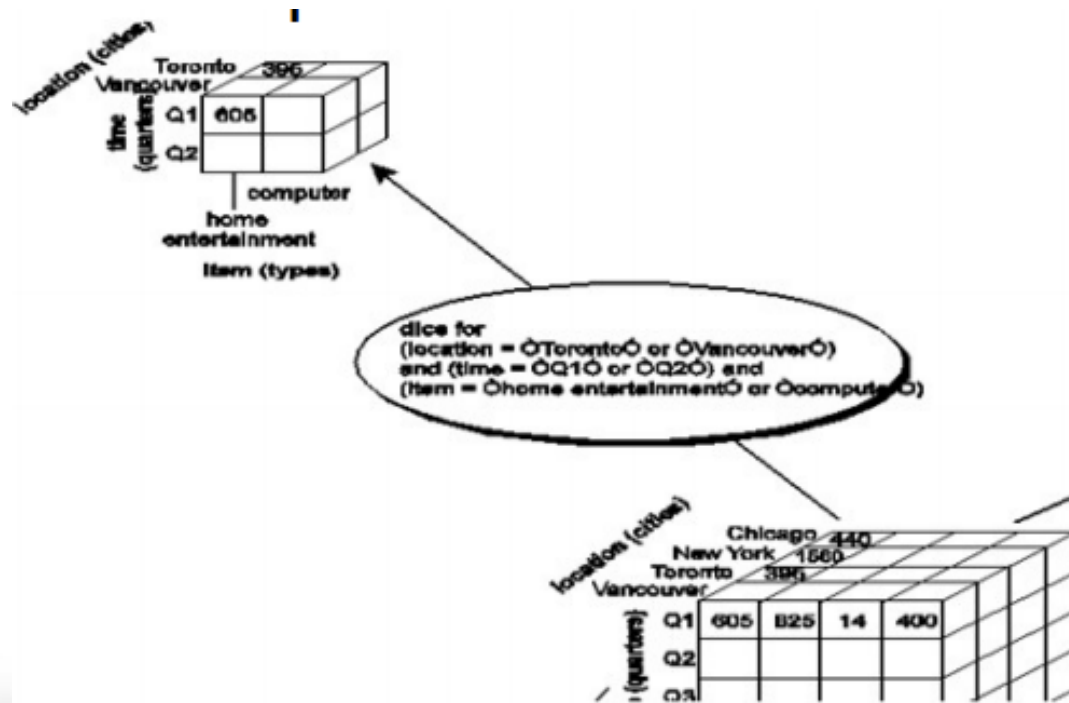 location (cities)
Toronto 395
Vancouver
time (quarters)
Q1 605
Q2
computer
home
entertainment
item (types)
dice for
(location = ÒTorontoÓ or ÒVancouverÓ)
and (time = ÒQ1Ó or ÒQ2Ó) and
(item = Òhome entertainmentÓ or ÒcomputerÓ)
location (cities)
Chicago 440
New York 1560
Toronto 395
Vancouver
(quarters)
Q1 605 825 14 400
Q2
Q3